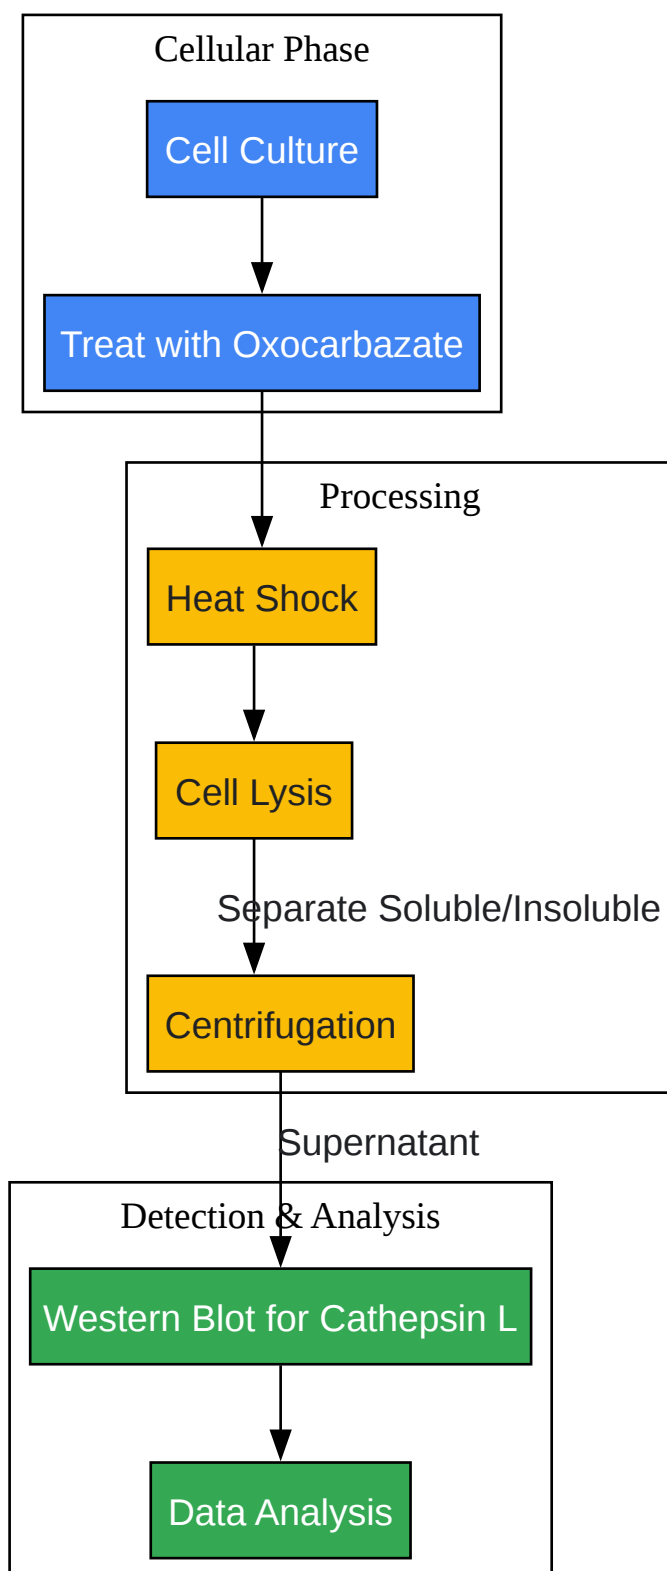 Cellular Phase
Cell Culture
Treat with Oxocarbazate
Processing
Heat Shock
Cell Lysis
Separate Soluble/Insoluble
Centrifugation
Supernatant
Detection & Analysis
Western Blot for Cathepsin L
Data Analysis